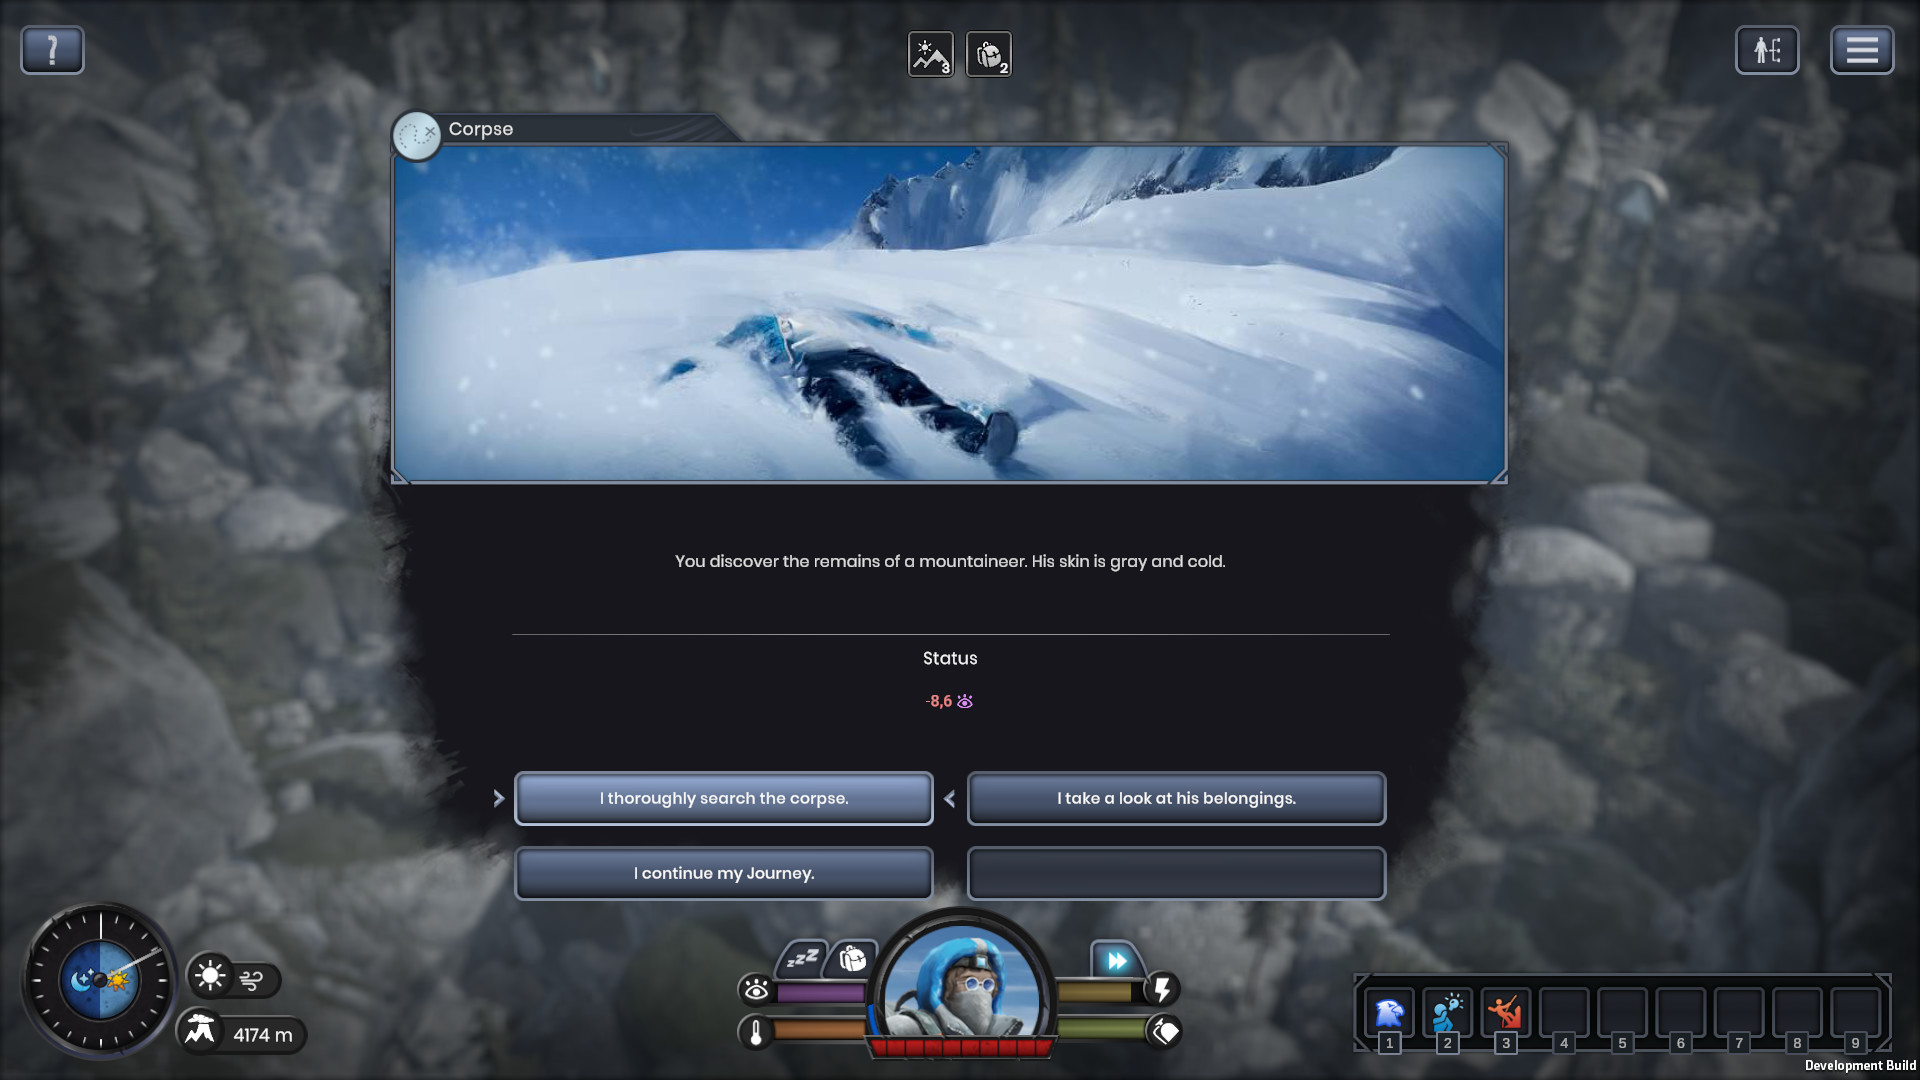 ?
3
2
Corpse
You discover the remains of a mountaineer. His skin is gray and cold.
Status
-8,6
I thoroughly search the corpse.
I take a look at his belongings.
I continue my Journey.
zzZ
4174 m
1 2 3 4 5 6 7 8 9
Development Build